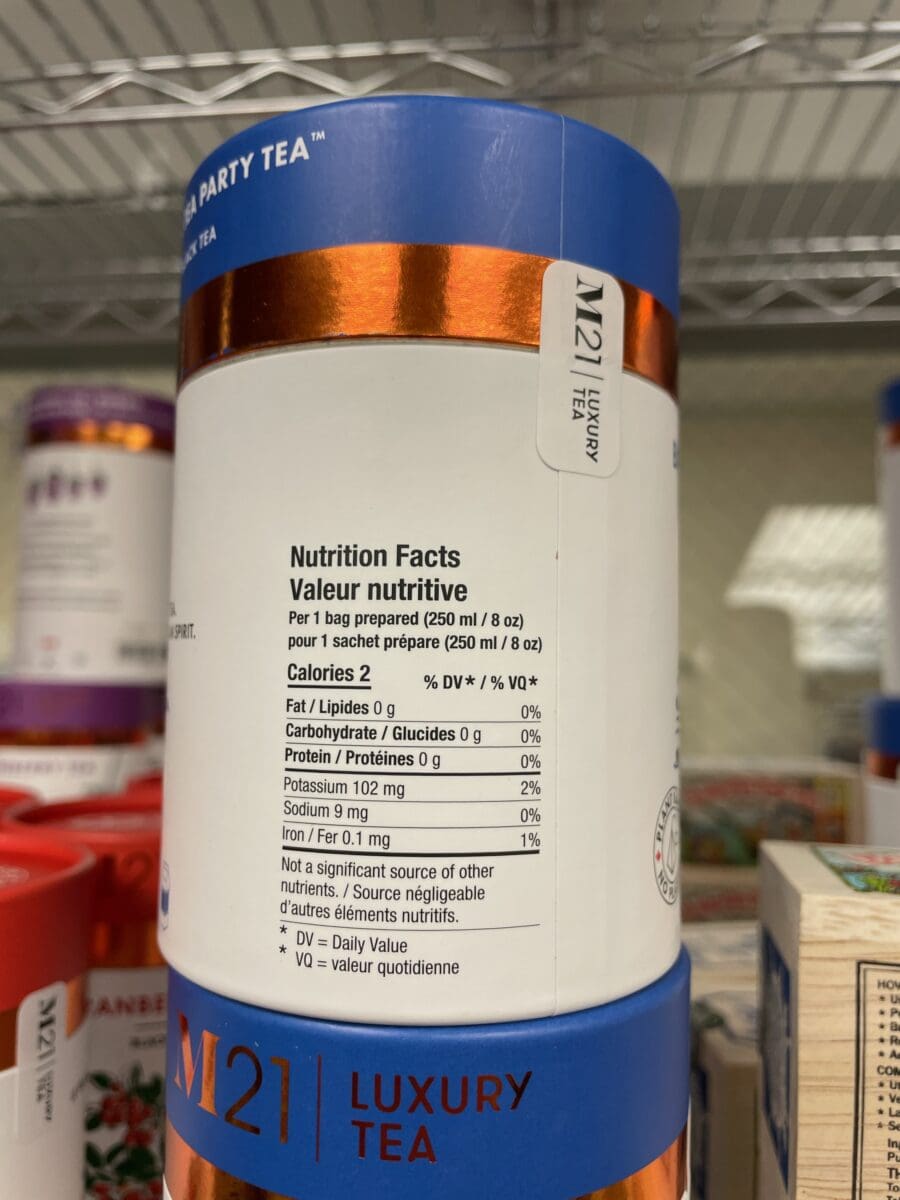 PARTY TEA™
TEA
M21 | LUXURY
TEA
SPIRIT.
Nutrition Facts
Valeur nutritive
Per 1 bag prepared (250 ml / 8 oz)
pour 1 sachet prépare (250 ml / 8 oz)
Calories 2
% DV* / % VQ*
Fat / Lipides 0 g 0%
Carbohydrate / Glucides 0 g 0%
Protein / Protéines 0 g 0%
Potassium 102 mg 2%
Sodium 9 mg 0%
Iron / Fer 0.1 mg 1%
Not a significant source of other
nutrients. / Source négligeable
d'autres éléments nutritifs.
* DV = Daily Value
* VQ = valeur quotidienne
M21 | LUXURY
TEA
M21